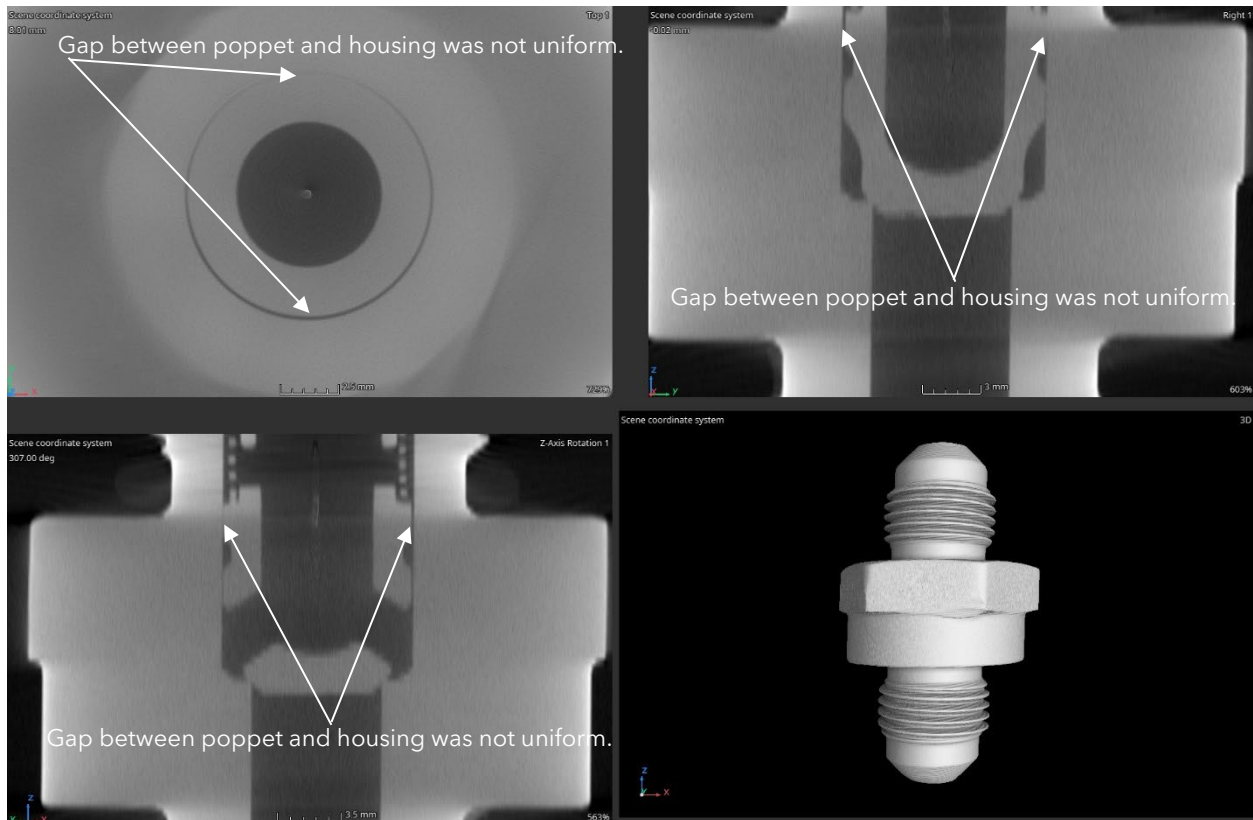 Scene coordinate system
Top 1
8.01 mm
Gap between poppet and housing was not uniform.
2.5 mm
729%
Scene coordinate system
Right 1
-0.02 mm
Gap between poppet and housing was not uniform.
Z
Y
3 mm
603%
Scene coordinate system
Z-Axis Rotation 1
307.00 deg
Gap between poppet and housing was not uniform.
Z
3.5 mm
563%
Scene coordinate system
3D
Z
X